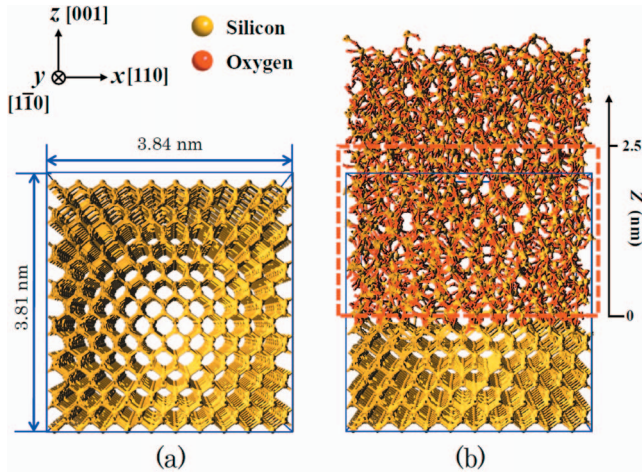 z [001]
y
x [110]
[11̅0]
Silicon
Oxygen
3.84 nm
3.81 nm
2.5
Z (nm)
0
(a)
(b)